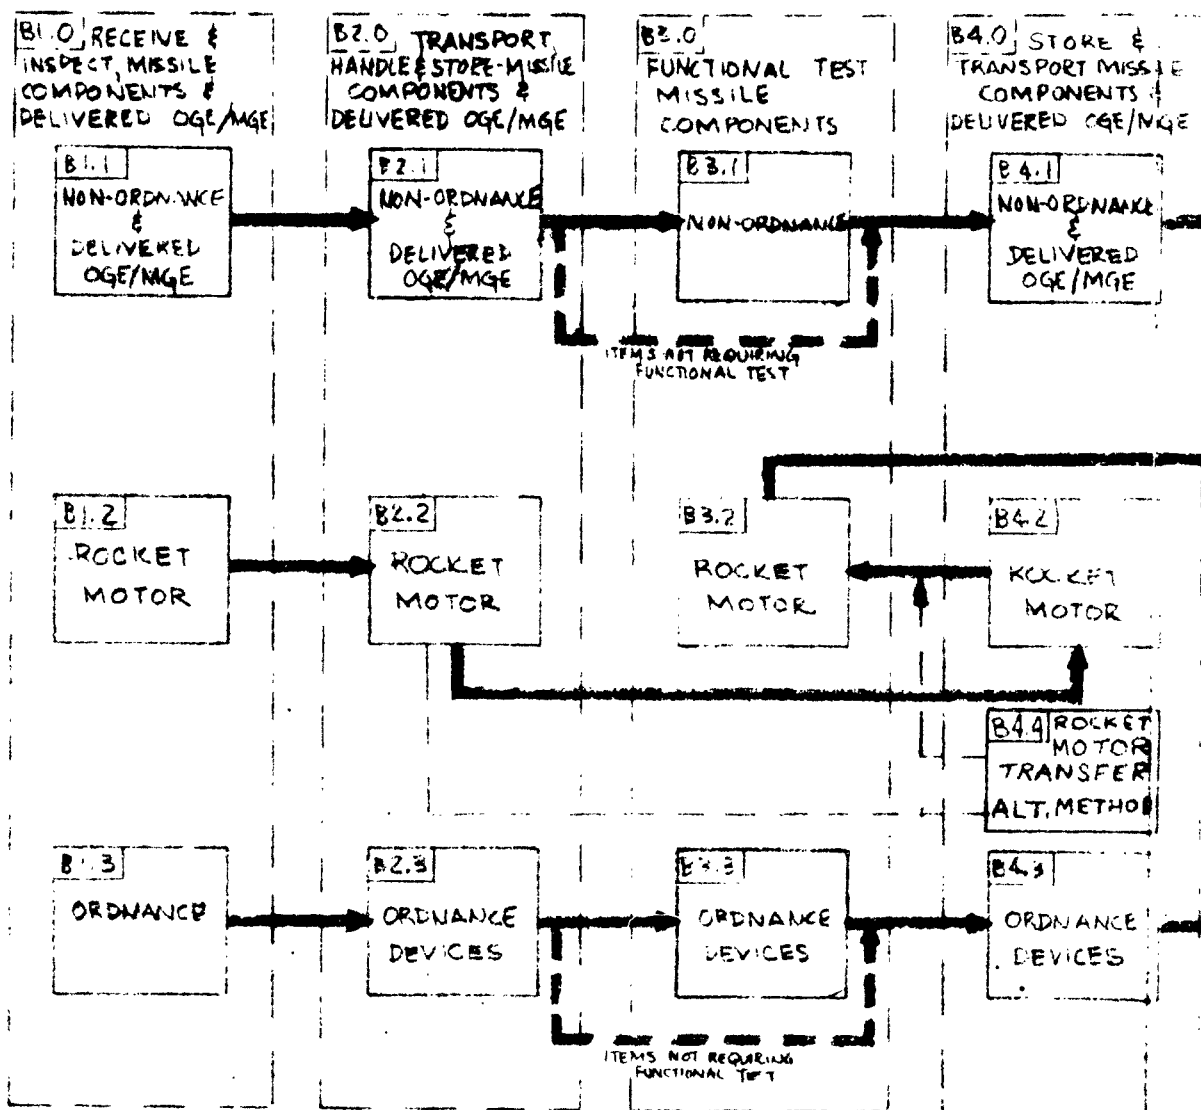 B1.0 RECEIVE &
INSPECT, MISSILE
COMPONENTS &
DELIVERED OGE/MGE
B2.0 TRANSPORT,
HANDLE & STORE-MISSILE
COMPONENTS &
DELIVERED OGE/MGE
B3.0
FUNCTIONAL TEST
MISSILE
COMPONENTS
B4.0 STORE &
TRANSPORT MISSILE
COMPONENTS &
DELIVERED OGE/MGE
B1.1
NON-ORDNANCE
&
DELIVERED
OGE/MGE
B2.1
NON-ORDNANCE
&
DELIVERED
OGE/MGE
B3.1
NON-ORDNANCE
B4.1
NON-ORDNANCE
&
DELIVERED
OGE/MGE
ITEMS NOT REQUIRING
FUNCTIONAL TEST
B1.2
ROCKET
MOTOR
B2.2
ROCKET
MOTOR
B3.2
ROCKET
MOTOR
B4.2
ROCKET
MOTOR
B4.4 ROCKET
MOTOR
TRANSFER
ALT. METHOD
B1.3
ORDNANCE
B2.3
ORDNANCE
DEVICES
B3.3
ORDNANCE
DEVICES
B4.3
ORDNANCE
DEVICES
ITEMS NOT REQUIRING
FUNCTIONAL TEST